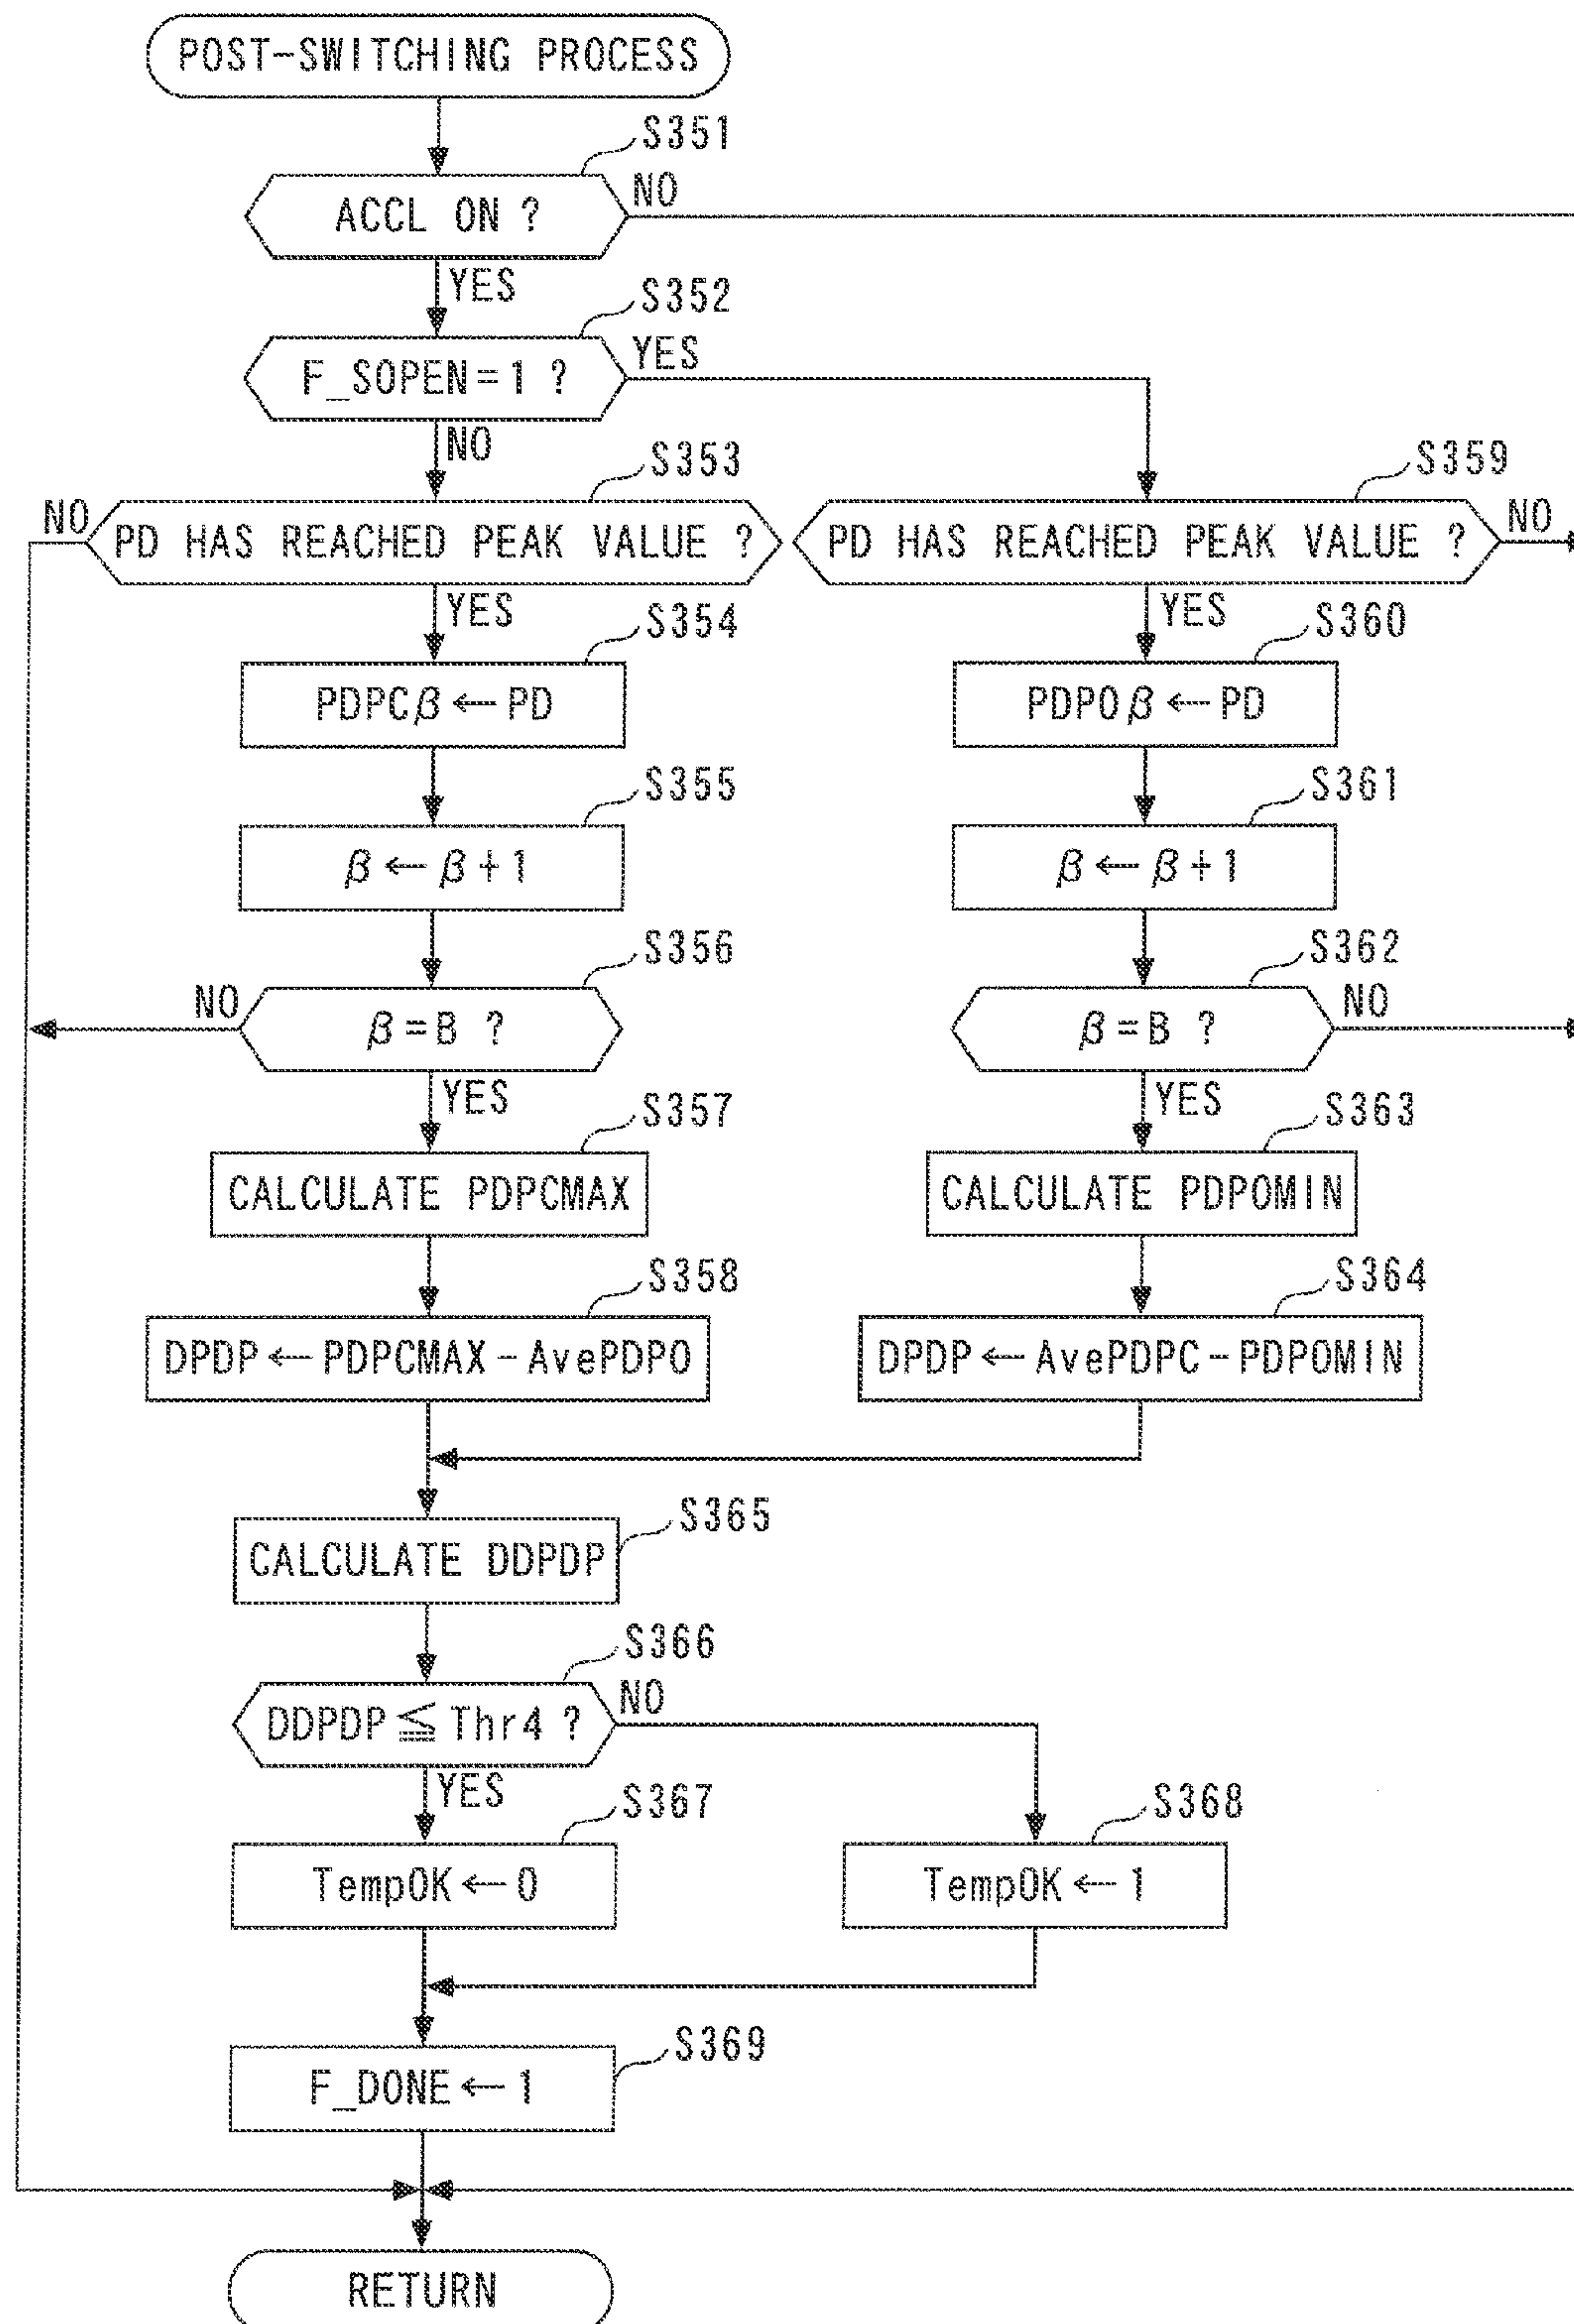 POST-SWITCHING PROCESS
S351
ACCL ON ?
NO
YES
S352
F_SOPEN=1 ?
YES
NO
S353
S359
NO
PD HAS REACHED PEAK VALUE ?
PD HAS REACHED PEAK VALUE ?
NO
YES
YES
S354
S360
PDPCβ←PD
PDPOβ←PD
S355
S361
β←β+1
β←β+1
S356
S362
NO
β=B ?
β=B ?
NO
YES
YES
S357
S363
CALCULATE PDPCMAX
CALCULATE PDPOMIN
S358
S364
DPDP←PDPCMAX-AvePDPO
DPDP←AvePDPC-PDPOMIN
S365
CALCULATE DDPDP
S366
DDPDP≦Thr4 ?
NO
YES
S367
S368
TempOK←0
TempOK←1
S369
F_DONE←1
RETURN